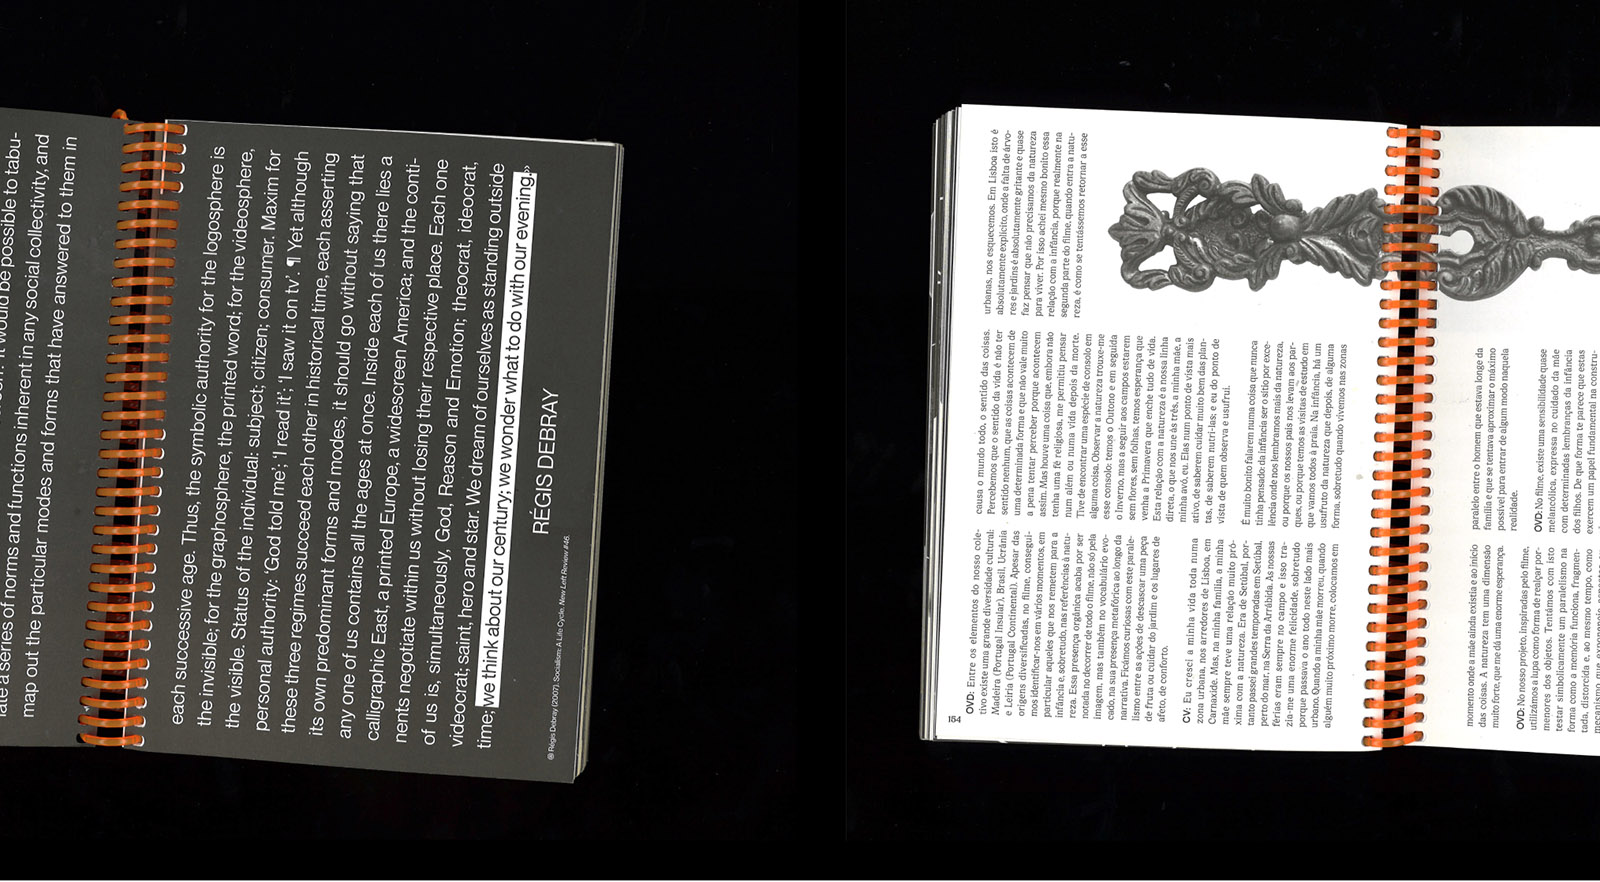 late a series of norms and functions inherent in any social collectivity, and
map out the particular modes and forms that have answered to them in
each successive age. Thus, the symbolic authority for the logosphere is
the invisible; for the graphosphere, the printed word; for the videosphere,
the visible. Status of the individual: subject; citizen; consumer. Maxim for
personal authority: ‘God told me’; ‘I read it’; ‘I saw it on tv’. ¶ Yet although
these three regimes succeed each other in historical time, each asserting
its own predominant forms and modes, it should go without saying that
any one of us contains all the ages at once. Inside each of us there lies a
calligraphic East, a printed Europe, a widescreen America; and the conti-
nents negotiate within us without losing their respective place. Each one
of us is, simultaneously, God, Reason and Emotion; theocrat, ideocrat,
videocrat; saint, hero and star. We dream of ourselves as standing outside
time; we think about our century; we wonder what to do with our evening.»
RÉGIS DEBRAY
Régis Debray (2007). Socialism: A Life Cycle. New Left Review #46.
184
OVD: Entre os elementos do nosso cole-
tivo existe uma grande diversidade cultural:
Madeira (Portugal Insular), Brasil, Ucrânia
e Leiria (Portugal Continental). Apesar das
origens diversificadas, no filme, consegui-
mos identificar-nos em vários momentos, em
particular aqueles que nos remetem para a
infância e, sobretudo, nas referências à natu-
reza. Essa presença orgânica acaba por ser
notada no decorrer de todo o filme, não só pela
imagem, mas também no vocabulário evo-
cado, na sua presença metafórica ao longo da
narrativa. Ficámos curiosas com este parale-
lismo entre as ações de descascar uma peça
de fruta ou cuidar do jardim e os lugares de
afeto, de conforto.
CV: Eu cresci a minha vida toda numa
zona urbana, nos arredores de Lisboa, em
Carnaxide. Mas, na minha família, a minha
mãe sempre teve uma relação muito pró-
xima com a natureza. Era de Setúbal, por-
tanto passei grandes temporadas em Setúbal,
perto do mar, na Serra da Arrábida. As nossas
férias eram sempre no campo e isso tra-
zia-me uma enorme felicidade, sobretudo
porque passava o ano todo neste lado mais
urbano. Quando a minha mãe morreu, quando
alguém muito próximo morre, colocamos em
causa o mundo todo, o sentido das coisas.
Percebemos que o sentido da vida é não ter
sentido nenhum, que as coisas acontecem de
uma determinada forma e que não vale muito
a pena tentar perceber porque acontecem
assim. Mas houve uma coisa que, embora não
tenha uma fé religiosa, me permitiu pensar
num além ou numa vida depois da morte.
Tive de encontrar uma espécie de consolo em
alguma coisa. Observar a natureza trouxe-me
esse consolo: temos o Outono e em seguida
o Inverno, mas a seguir aos campos estarem
sem flores, sem folhas, temos esperança que
venha a Primavera que enche tudo de vida.
Esta relação com a natureza é a nossa linha
direta, o que nos une às três, a minha mãe, a
minha avó, eu. Elas num ponto de vista mais
ativo, de saberem cuidar muito bem das plan-
tas, de saberem nutri-las; e eu do ponto de
vista de quem observa e usufrui.
É muito bonito falarem numa coisa que nunca
tinha pensado: da infância ser o sítio por exce-
lência onde nos lembramos mais da natureza,
ou porque os nossos pais nos levam aos par-
ques, ou porque temos as visitas de estudo em
que vamos todos à praia. Na infância, há um
usufruto da natureza que depois, de alguma
forma, sobretudo quando vivemos nas zonas
urbanas, nos esquecemos. Em Lisboa isto é
absolutamente explícito, onde a falta de árvo-
res e jardins é absolutamente gritante e quase
faz pensar que não precisamos da natureza
para viver. Por isso achei mesmo bonito essa
relação com a infância, porque realmente na
segunda parte do filme, quando entra a natu-
reza, é como se tentássemos retornar a esse
momento onde a mãe ainda existia e ao início
das coisas. A natureza tem uma dimensão
muito forte, que me dá uma enorme esperança.
OVD: No nosso projeto, inspiradas pelo filme,
utilizámos a lupa como forma de realçar por-
menores dos objetos. Tentámos com isto
testar simbolicamente um paralelismo na
forma como a memória funciona, fragmen-
tada, distorcida e, ao mesmo tempo, como
paralelo entre o homem que estava longe da
família e que se tentava aproximar o máximo
possível para entrar de algum modo naquela
realidade.
OVD: No filme, existe uma sensibilidade quase
melancólica, expressa no cuidado da mãe
com determinadas lembranças da infância
dos filhos. De que forma te parece que estas
exercem um papel fundamental na constru-